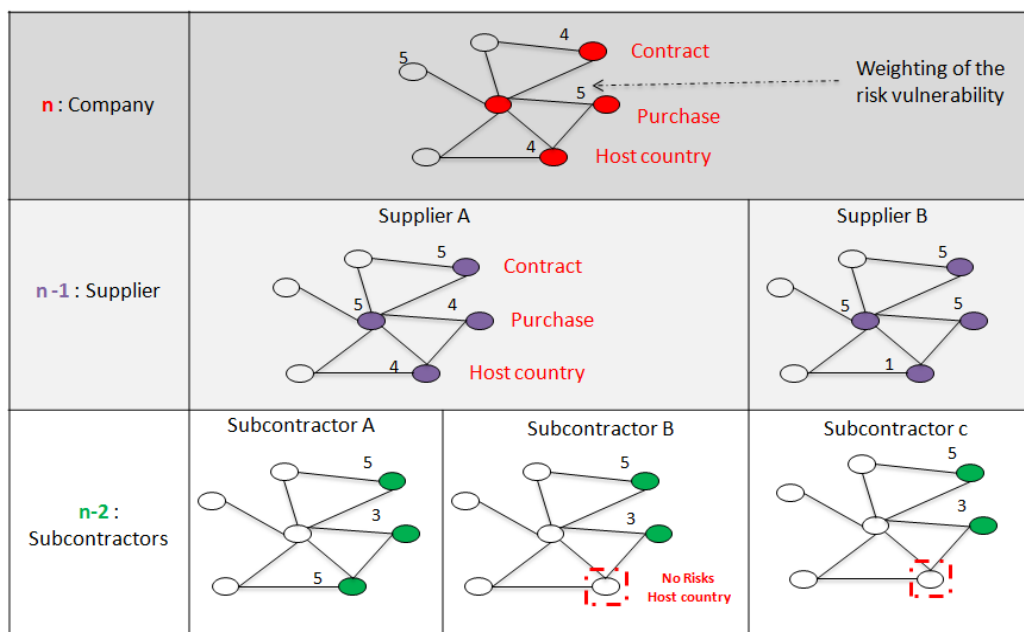 4
Contract
5
Weighting of the
risk vulnerability
n : Company
5
Purchase
4
Host country
Supplier A
Supplier B
5
Contract
5
n -1 : Supplier
5
4
Purchase
5
5
4
Host country
1
Subcontractor A
Subcontractor B
Subcontractor c
5
5
5
n-2 :
Subcontractors
3
3
3
5
No Risks
Host country